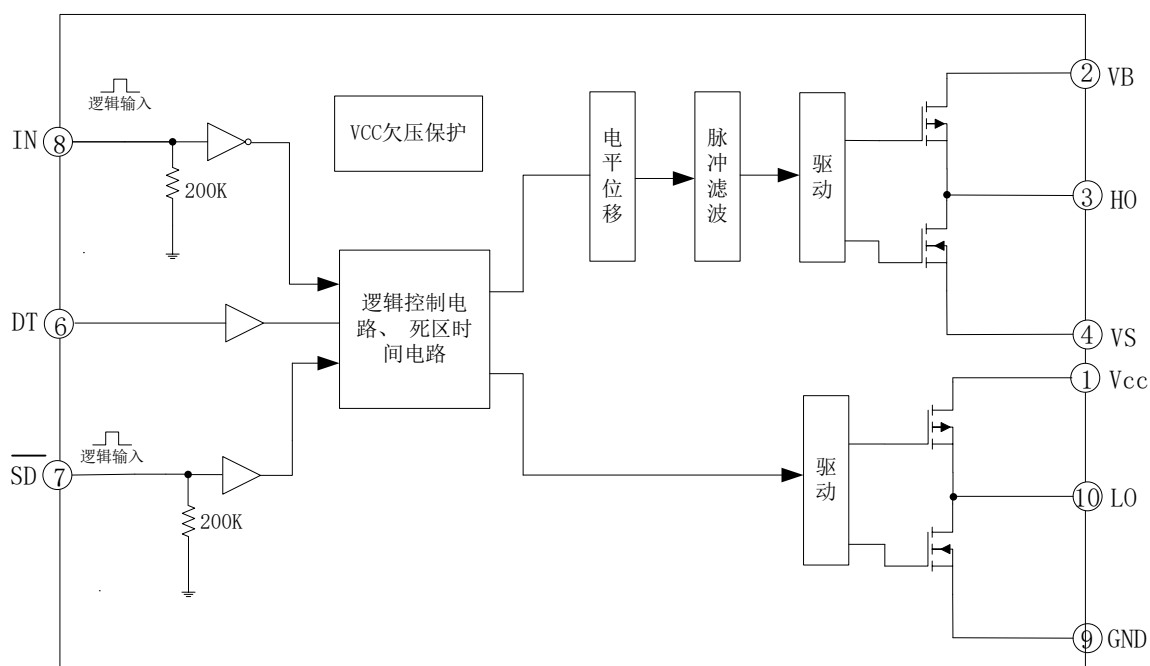 逻辑输入
IN
8
200K
VCC欠压保护
电平位移
脉冲滤波
驱动
2
VB
3
HO
4
VS
DT
6
逻辑控制电
路、死区时
间电路
1
Vcc
逻辑输入
SD
7
200K
驱动
10
LO
9
GND